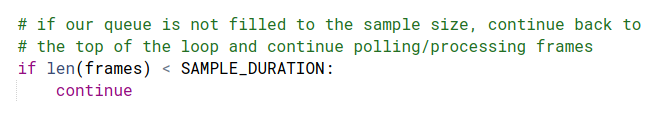 # if our queue is not filled to the sample size, continue back to
# the top of the loop and continue polling/processing frames
if len(frames) < SAMPLE_DURATION:
    continue